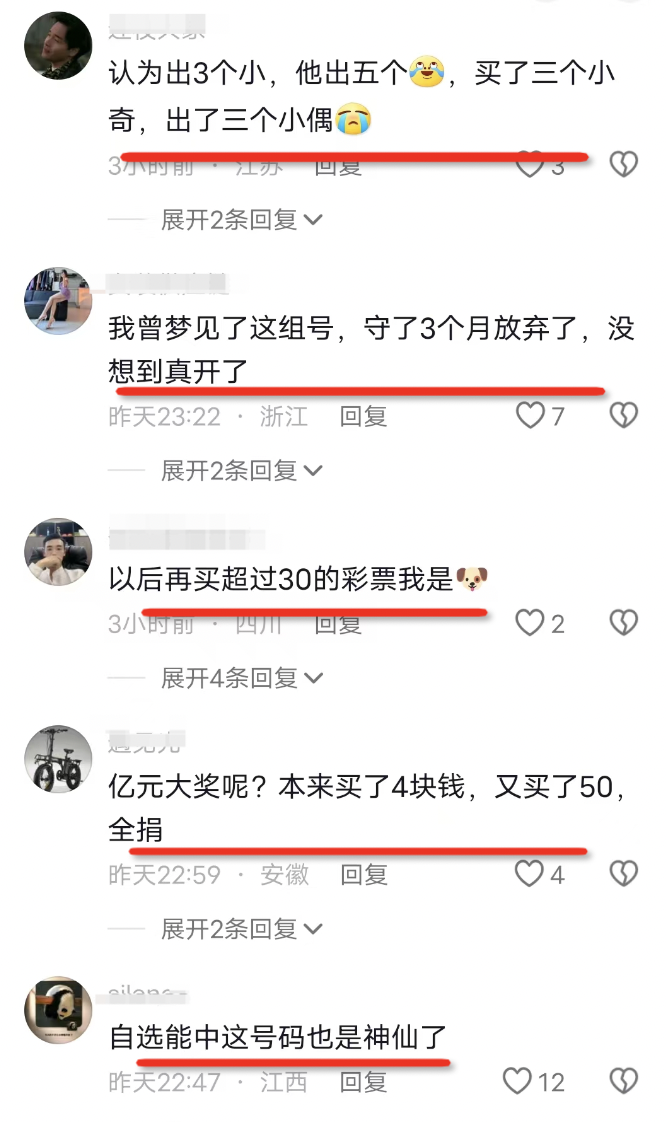 认为出3个小，他出五个🤣，买了三个小
奇，出了三个小偶😭
3小时前 · 江苏 回复 3
展开2条回复
我曾梦见了这组号，守了3个月放弃了，没
想到真开了
昨天23:22 · 浙江 回复 7
展开2条回复
以后再买超过30的彩票我是🐶
3小时前 · 四川 回复 2
展开4条回复
亿元大奖呢？本来买了4块钱，又买了50，
全捐
昨天22:59 · 安徽 回复 4
展开2条回复
自选能中这号码也是神仙了
昨天22:47 · 江西 回复 12